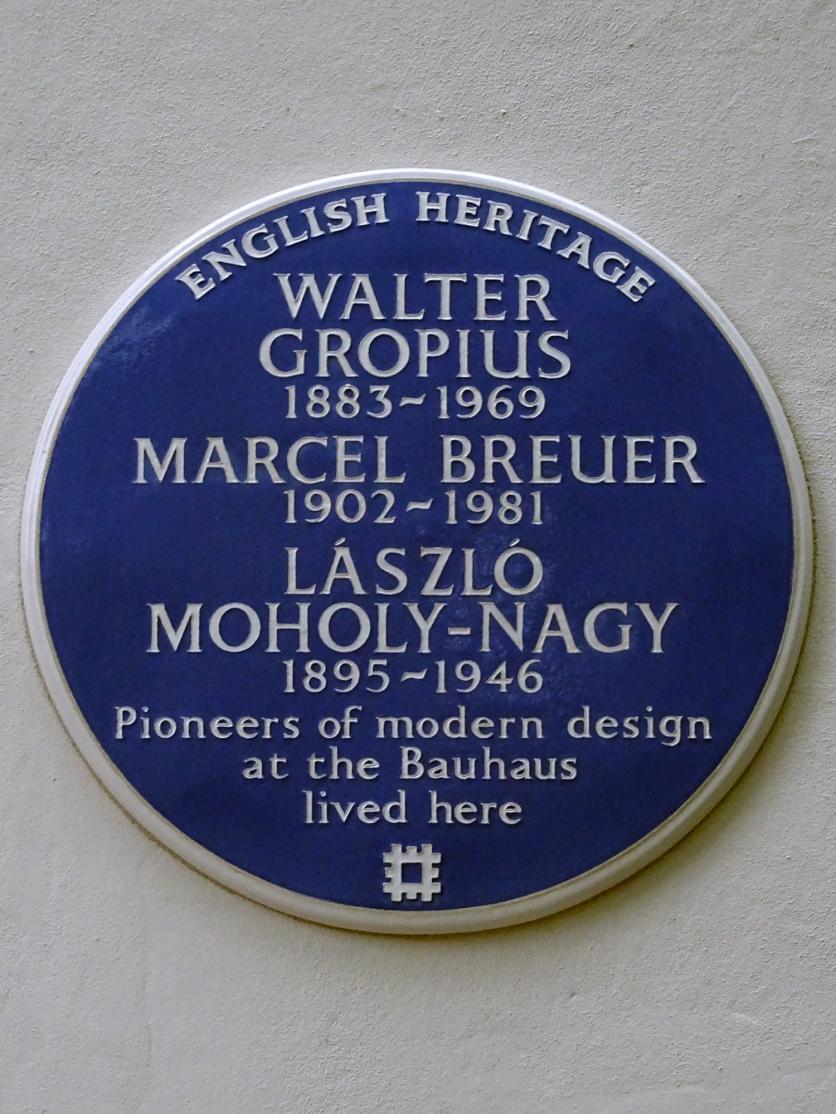 ENGLISH HERITAGE
WALTER
GROPIUS
1883~1969
MARCEL BREUER
1902~1981
LÁSZLÓ
MOHOLY-NAGY
1895~1946
Pioneers of modern design
at the Bauhaus
lived here